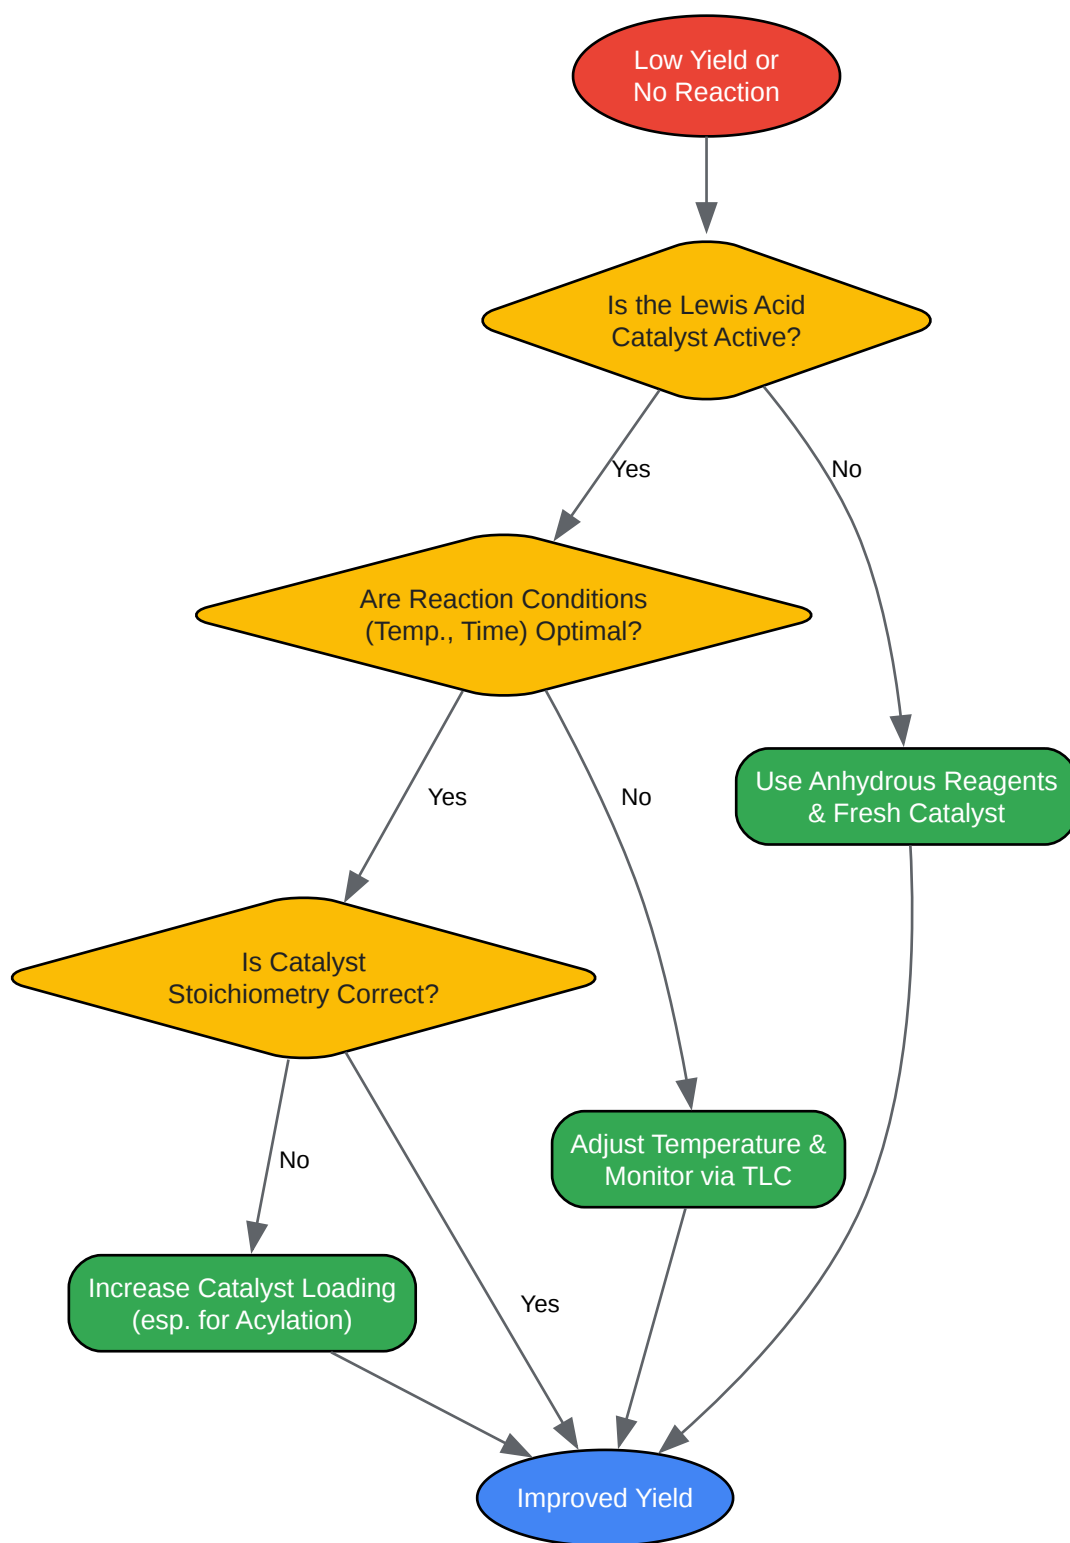 Low Yield or
No Reaction
Is the Lewis Acid
Catalyst Active?
Yes
No
Are Reaction Conditions
(Temp., Time) Optimal?
Use Anhydrous Reagents
& Fresh Catalyst
Yes
No
Is Catalyst
Stoichiometry Correct?
Adjust Temperature &
Monitor via TLC
No
Increase Catalyst Loading
(esp. for Acylation)
Yes
Improved Yield